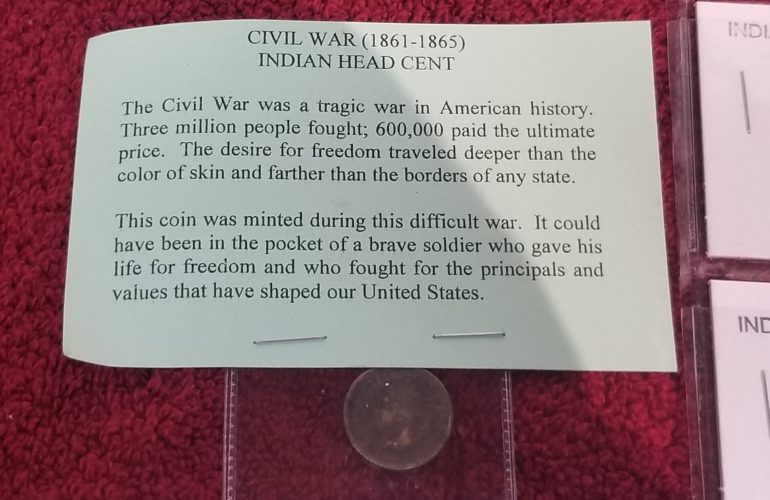 CIVIL WAR (1861-1865)
INDIAN HEAD CENT
The Civil War was a tragic war in American history.
Three million people fought; 600,000 paid the ultimate
price. The desire for freedom traveled deeper than the
color of skin and farther than the borders of any state.
This coin was minted during this difficult war. It could
have been in the pocket of a brave soldier who gave his
life for freedom and who fought for the principals and
values that have shaped our United States.